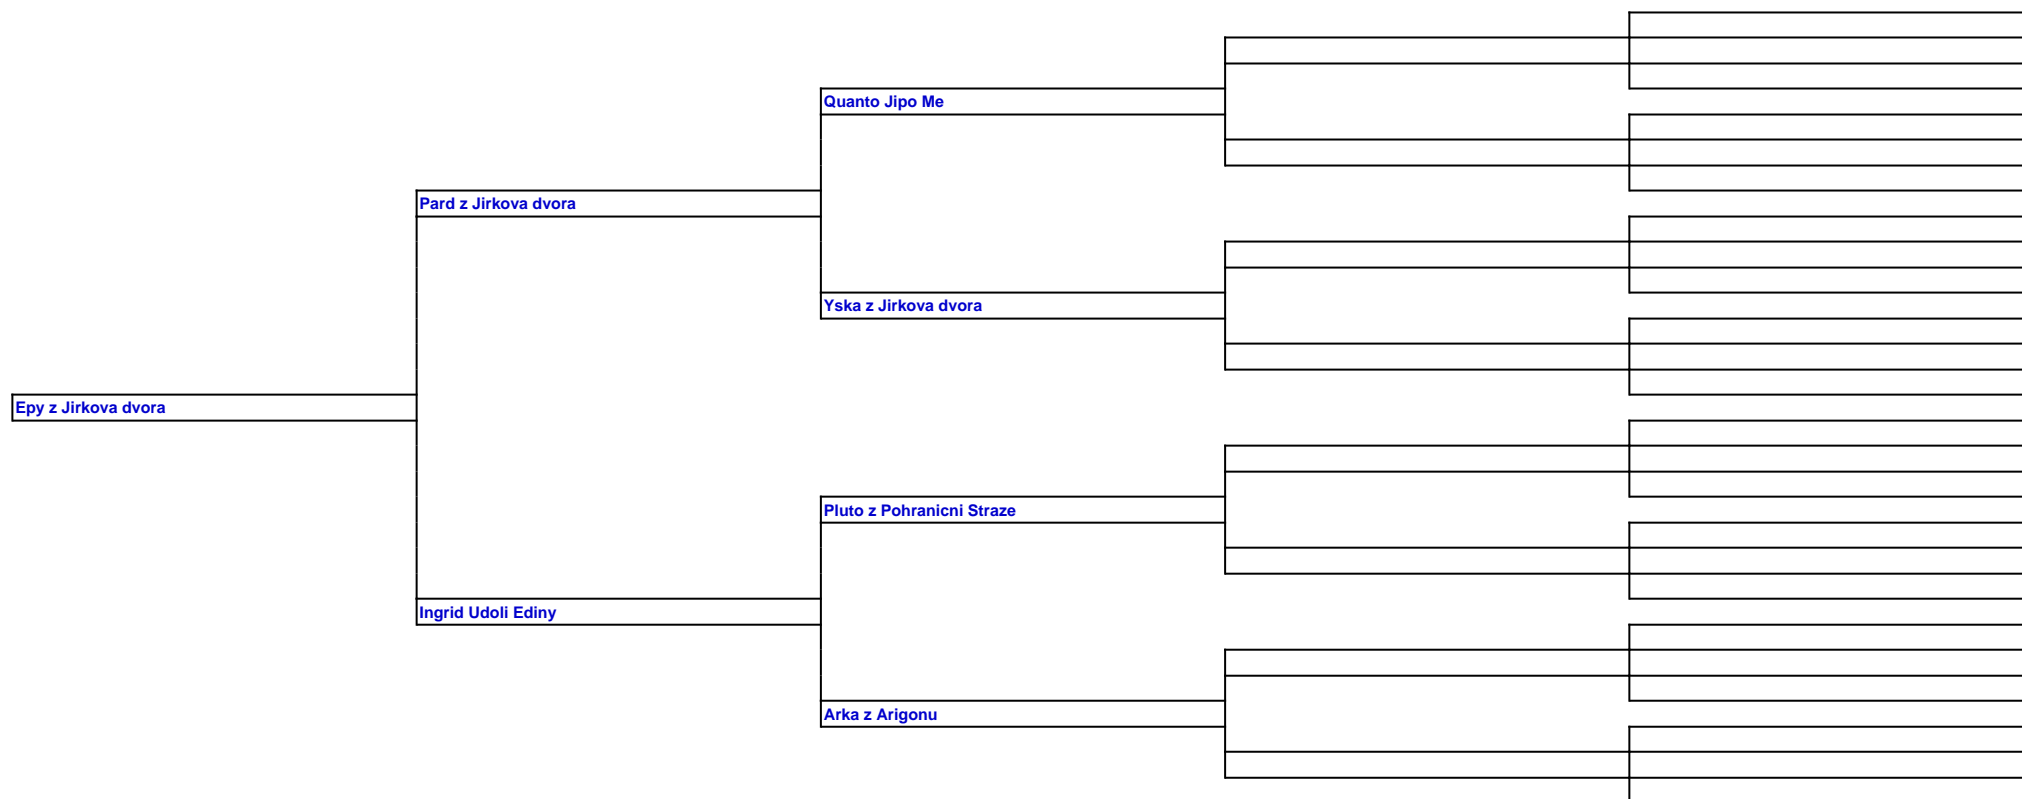 Quanto Jipo Me
Pard z Jirkova dvora
Yska z Jirkova dvora
Epy z Jirkova dvora
Pluto z Pohranicni Straze
Ingrid Udoli Ediny
Arka z Arigonu